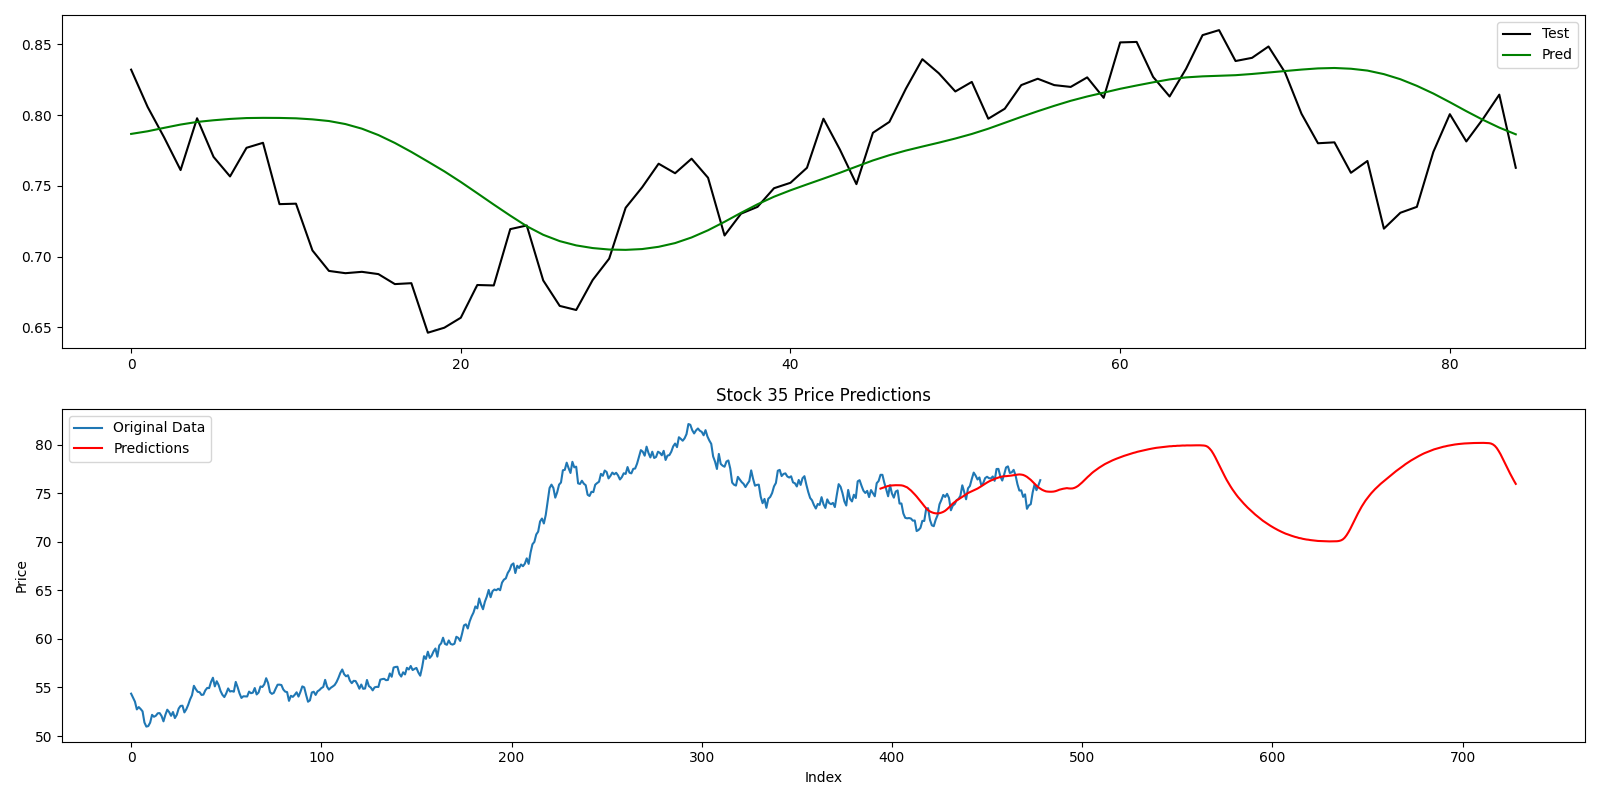 0.85
0.80
0.75
0.70
0.65
Test
Pred
0 20 40 60 80
Stock 35 Price Predictions
Original Data
Predictions
Price
80
75
70
65
60
55
50
0 100 200 300 400 500 600 700
Index